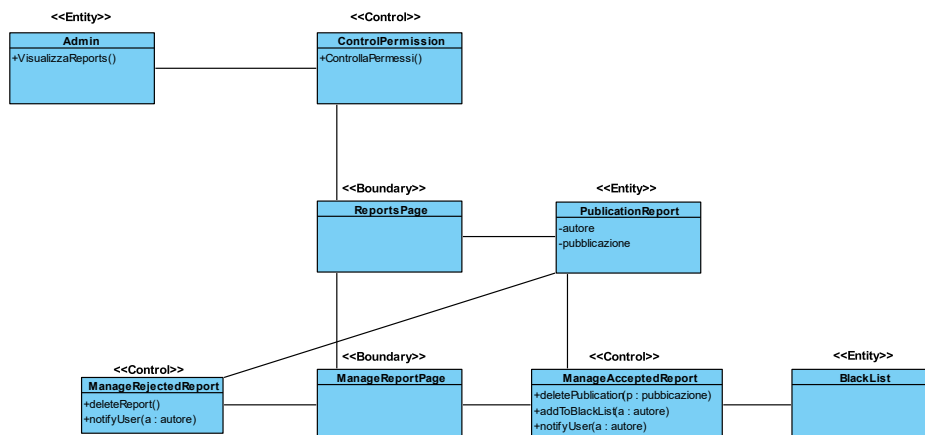 <<Entity>>
<<Control>>
Admin
+VisualizzaReports()
ControlPermission
+ControllaPermessi()
<<Boundary>>
<<Entity>>
ReportsPage
PublicationReport
-autore
-pubblicazione
<<Control>>
<<Boundary>>
<<Control>>
<<Entity>>
ManageRejectedReport
+deleteReport()
+notifyUser(a : autore)
ManageReportPage
ManageAcceptedReport
+deletePublication(p : pubblicazione)
+addToBlackList(a : autore)
+notifyUser(a : autore)
BlackList